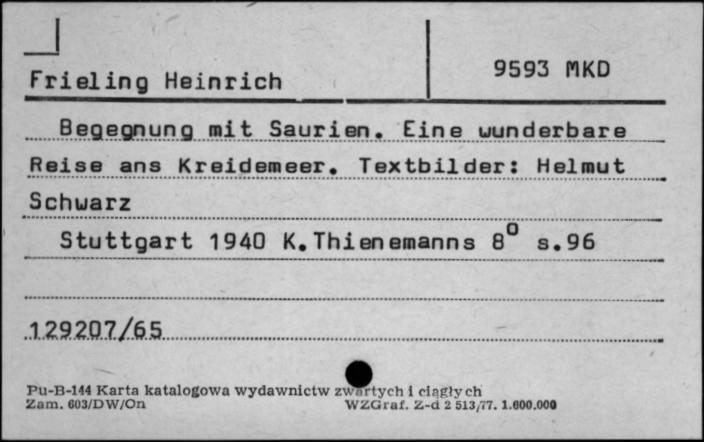 Frieling Heinrich
9593 MKD
Begegnung mit Saurien. Eine wunderbare
Reise ans Kreidemeer. Textbilder: Helmut
Schwarz
Stuttgart 1940 K.Thienemanns 8° s.96
129207/65
Pu-B-144 Karta katalogowa wydawnictw zwartych i ciągłych
Zam. 603/DW/On WZGraf. Z-d 2 513/77. 1.600.000